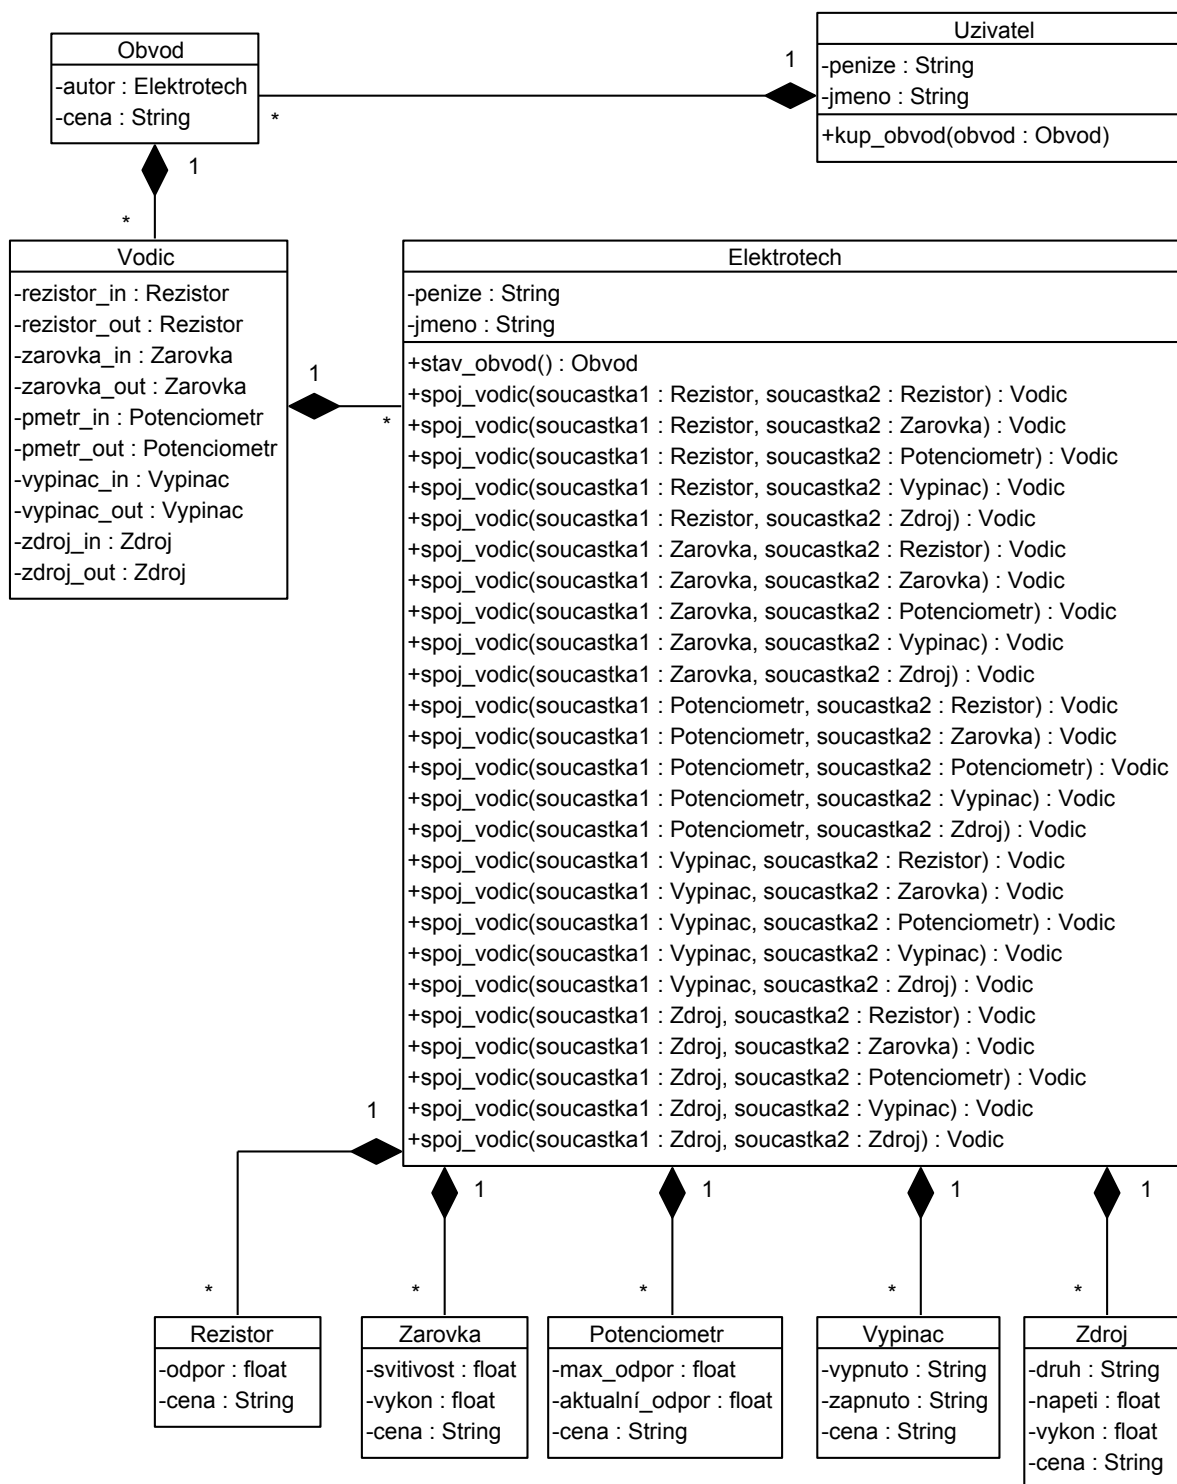 Obvod
-autor : Elektrotech
-cena : String
1
*
Uzivatel
-penize : String
-jmeno : String
+kup_obvod(obvod : Obvod)
1
*
Vodic
-rezistor_in : Rezistor
-rezistor_out : Rezistor
-zarovka_in : Zarovka
-zarovka_out : Zarovka
-pmetr_in : Potenciometr
-pmetr_out : Potenciometr
-vypinac_in : Vypinac
-vypinac_out : Vypinac
-zdroj_in : Zdroj
-zdroj_out : Zdroj
1
*
Elektrotech
-penize : String
-jmeno : String
+stav_obvod() : Obvod
+spoj_vodic(soucastka1 : Rezistor, soucastka2 : Rezistor) : Vodic
+spoj_vodic(soucastka1 : Rezistor, soucastka2 : Zarovka) : Vodic
+spoj_vodic(soucastka1 : Rezistor, soucastka2 : Potenciometr) : Vodic
+spoj_vodic(soucastka1 : Rezistor, soucastka2 : Vypinac) : Vodic
+spoj_vodic(soucastka1 : Rezistor, soucastka2 : Zdroj) : Vodic
+spoj_vodic(soucastka1 : Zarovka, soucastka2 : Rezistor) : Vodic
+spoj_vodic(soucastka1 : Zarovka, soucastka2 : Zarovka) : Vodic
+spoj_vodic(soucastka1 : Zarovka, soucastka2 : Potenciometr) : Vodic
+spoj_vodic(soucastka1 : Zarovka, soucastka2 : Vypinac) : Vodic
+spoj_vodic(soucastka1 : Zarovka, soucastka2 : Zdroj) : Vodic
+spoj_vodic(soucastka1 : Potenciometr, soucastka2 : Rezistor) : Vodic
+spoj_vodic(soucastka1 : Potenciometr, soucastka2 : Zarovka) : Vodic
+spoj_vodic(soucastka1 : Potenciometr, soucastka2 : Potenciometr) : Vodic
+spoj_vodic(soucastka1 : Potenciometr, soucastka2 : Vypinac) : Vodic
+spoj_vodic(soucastka1 : Potenciometr, soucastka2 : Zdroj) : Vodic
+spoj_vodic(soucastka1 : Vypinac, soucastka2 : Rezistor) : Vodic
+spoj_vodic(soucastka1 : Vypinac, soucastka2 : Zarovka) : Vodic
+spoj_vodic(soucastka1 : Vypinac, soucastka2 : Potenciometr) : Vodic
+spoj_vodic(soucastka1 : Vypinac, soucastka2 : Vypinac) : Vodic
+spoj_vodic(soucastka1 : Vypinac, soucastka2 : Zdroj) : Vodic
+spoj_vodic(soucastka1 : Zdroj, soucastka2 : Rezistor) : Vodic
+spoj_vodic(soucastka1 : Zdroj, soucastka2 : Zarovka) : Vodic
+spoj_vodic(soucastka1 : Zdroj, soucastka2 : Potenciometr) : Vodic
+spoj_vodic(soucastka1 : Zdroj, soucastka2 : Vypinac) : Vodic
+spoj_vodic(soucastka1 : Zdroj, soucastka2 : Zdroj) : Vodic
1
1
1
1
1
*
*
*
*
*
Rezistor
-odpor : float
-cena : String
Zarovka
-svitivost : float
-vykon : float
-cena : String
Potenciometr
-max_odpor : float
-aktualní_odpor : float
-cena : String
Vypinac
-vypnuto : String
-zapnuto : String
-cena : String
Zdroj
-druh : String
-napeti : float
-vykon : float
-cena : String